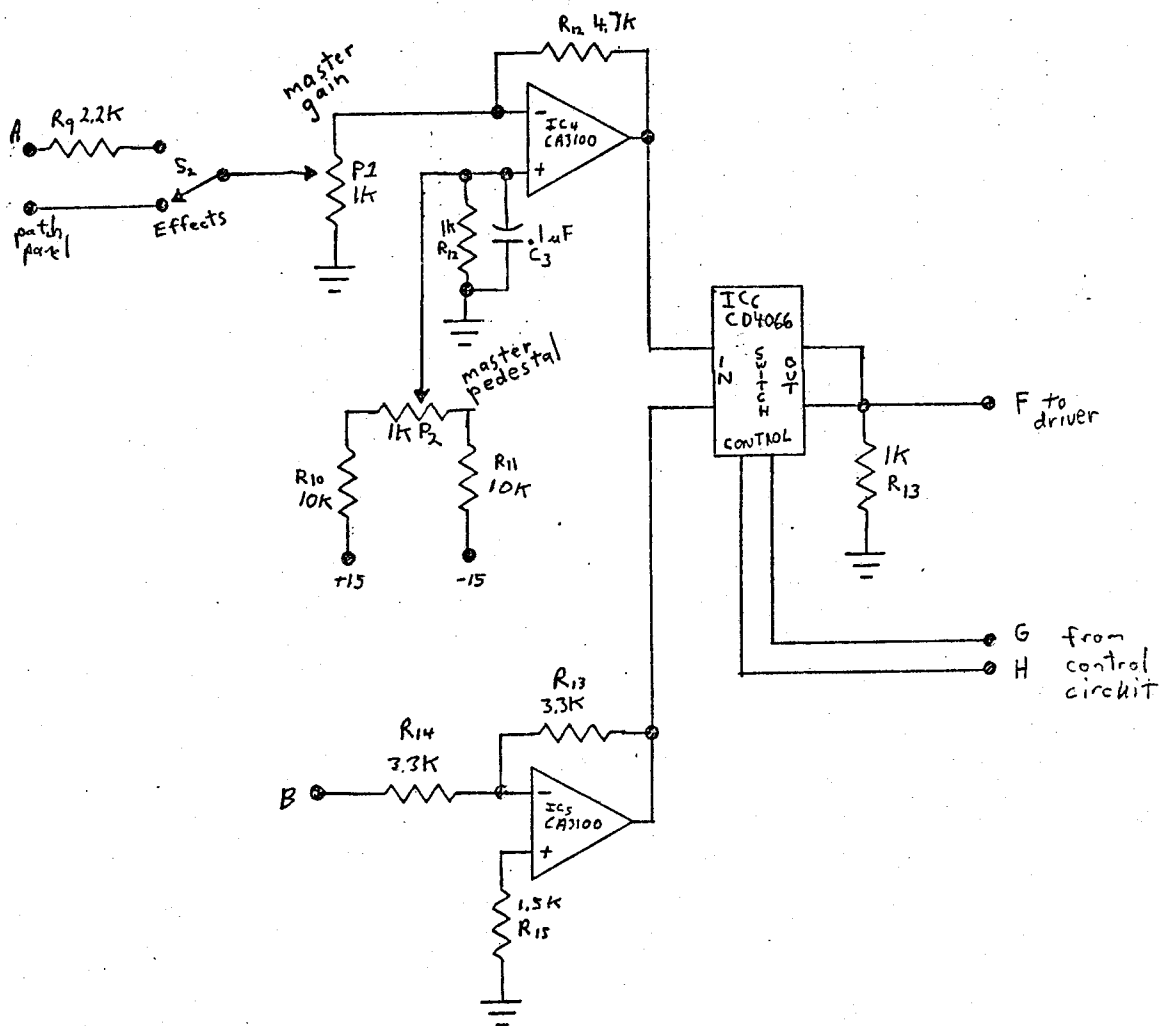 R12 4.7K
master
gain
A
R9 2.2K
S2
P1
1K
-
IC4
CA3100
+
patch
panel
Effects
1K
R12
.1µF
C3
master
pedestal
1K P2
R10
10K
R11
10K
+15
-15
IC6
CD4066
IN
SWITCH
OUT
CONTROL
F to
driver
1K
R13
G from
H control
circuit
R13
3.3K
R14
3.3K
B
-
IC5
CA3100
+
1.5K
R15